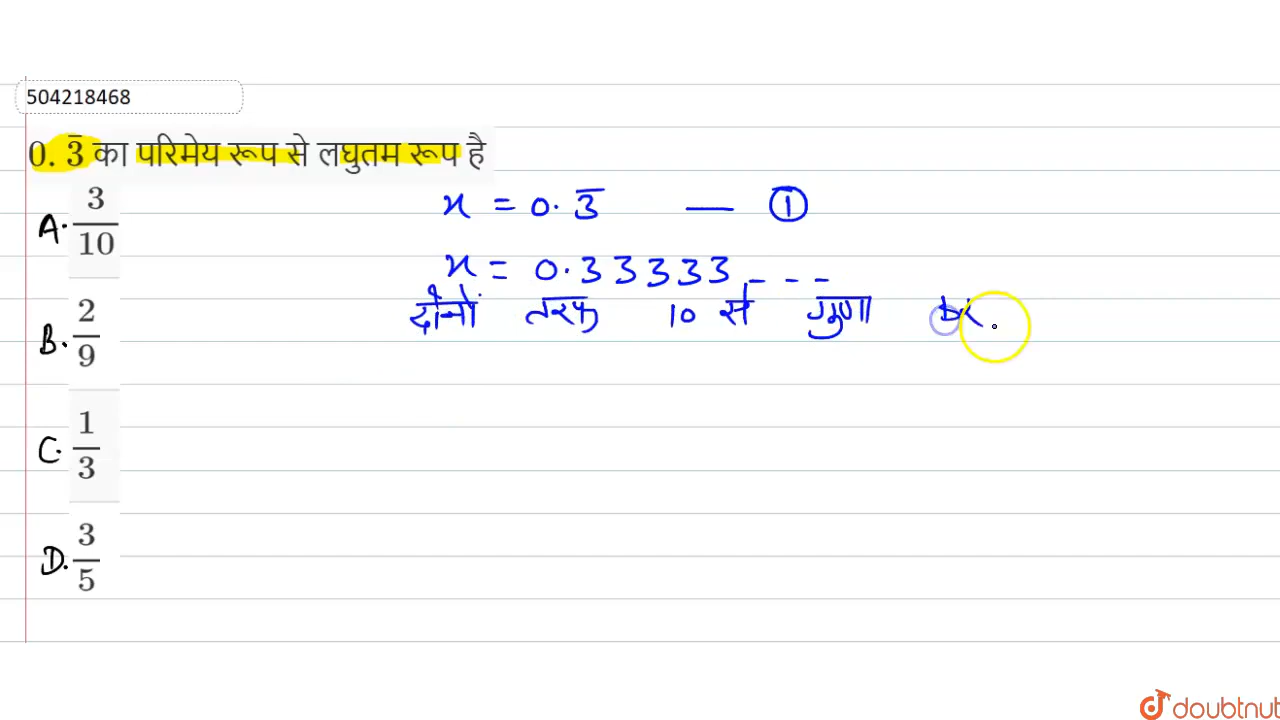 504218468
0. 3̅ का परिमेय रूप से लघुतम रूप है
A. 3/10
B. 2/9
C. 1/3
D. 3/5
x = 0.3̅ — ①
x = 0.33333 - - -
दोनों तरफ 10 से गुणा
doubtnut